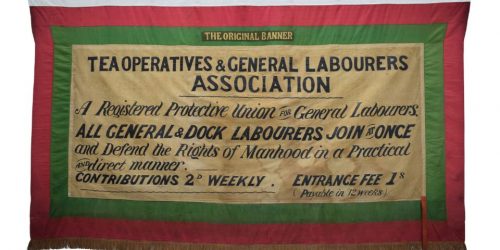 THE ORIGINAL BANNER
TEA OPERATIVES & GENERAL LABOURERS
ASSOCIATION
A Registered Protective Union FOR General Labourers.
ALL GENERAL & DOCK LABOURERS JOIN AT ONCE
and Defend the Rights of Manhood in a Practical
AND direct manner.
CONTRIBUTIONS 2D WEEKLY. ENTRANCE FEE 1s
(Payable in 12 weeks)